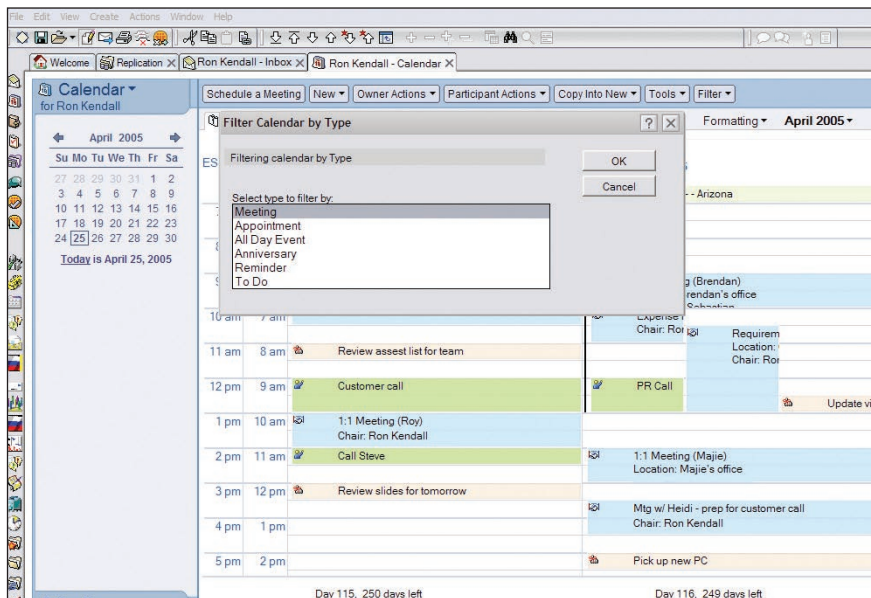 File Edit View Create Actions Window Help
Welcome Replication Ron Kendall - Inbox Ron Kendall - Calendar
Calendar
for Ron Kendall
Schedule a Meeting New Owner Actions Participant Actions Copy Into New Tools Filter
April 2005
Su Mo Tu We Th Fr Sa
27 28 29 30 31 1 2
3 4 5 6 7 8 9
10 11 12 13 14 15 16
17 18 19 20 21 22 23
24 25 26 27 28 29 30
Today is April 25, 2005
Filter Calendar by Type
Filtering calendar by Type
OK
Cancel
Select type to filter by:
Meeting
Appointment
All Day Event
Anniversary
Reminder
To Do
Formatting April 2005
ES
- Arizona
g (Brendan)
rendan's office
10 am 7 am
Expense
Chair: Ron
Requirem
Location:
Chair: Ron
11 am 8 am Review assest list for team
12 pm 9 am Customer call PR Call
Update vi
1 pm 10 am 1:1 Meeting (Roy)
Chair: Ron Kendall
2 pm 11 am Call Steve 1:1 Meeting (Majie)
Location: Majie's office
3 pm 12 pm Review slides for tomorrow
Mtg w/ Heidi - prep for customer call
Chair: Ron Kendall
4 pm 1 pm
5 pm 2 pm Pick up new PC
Day 115, 250 days left Day 116, 249 days left